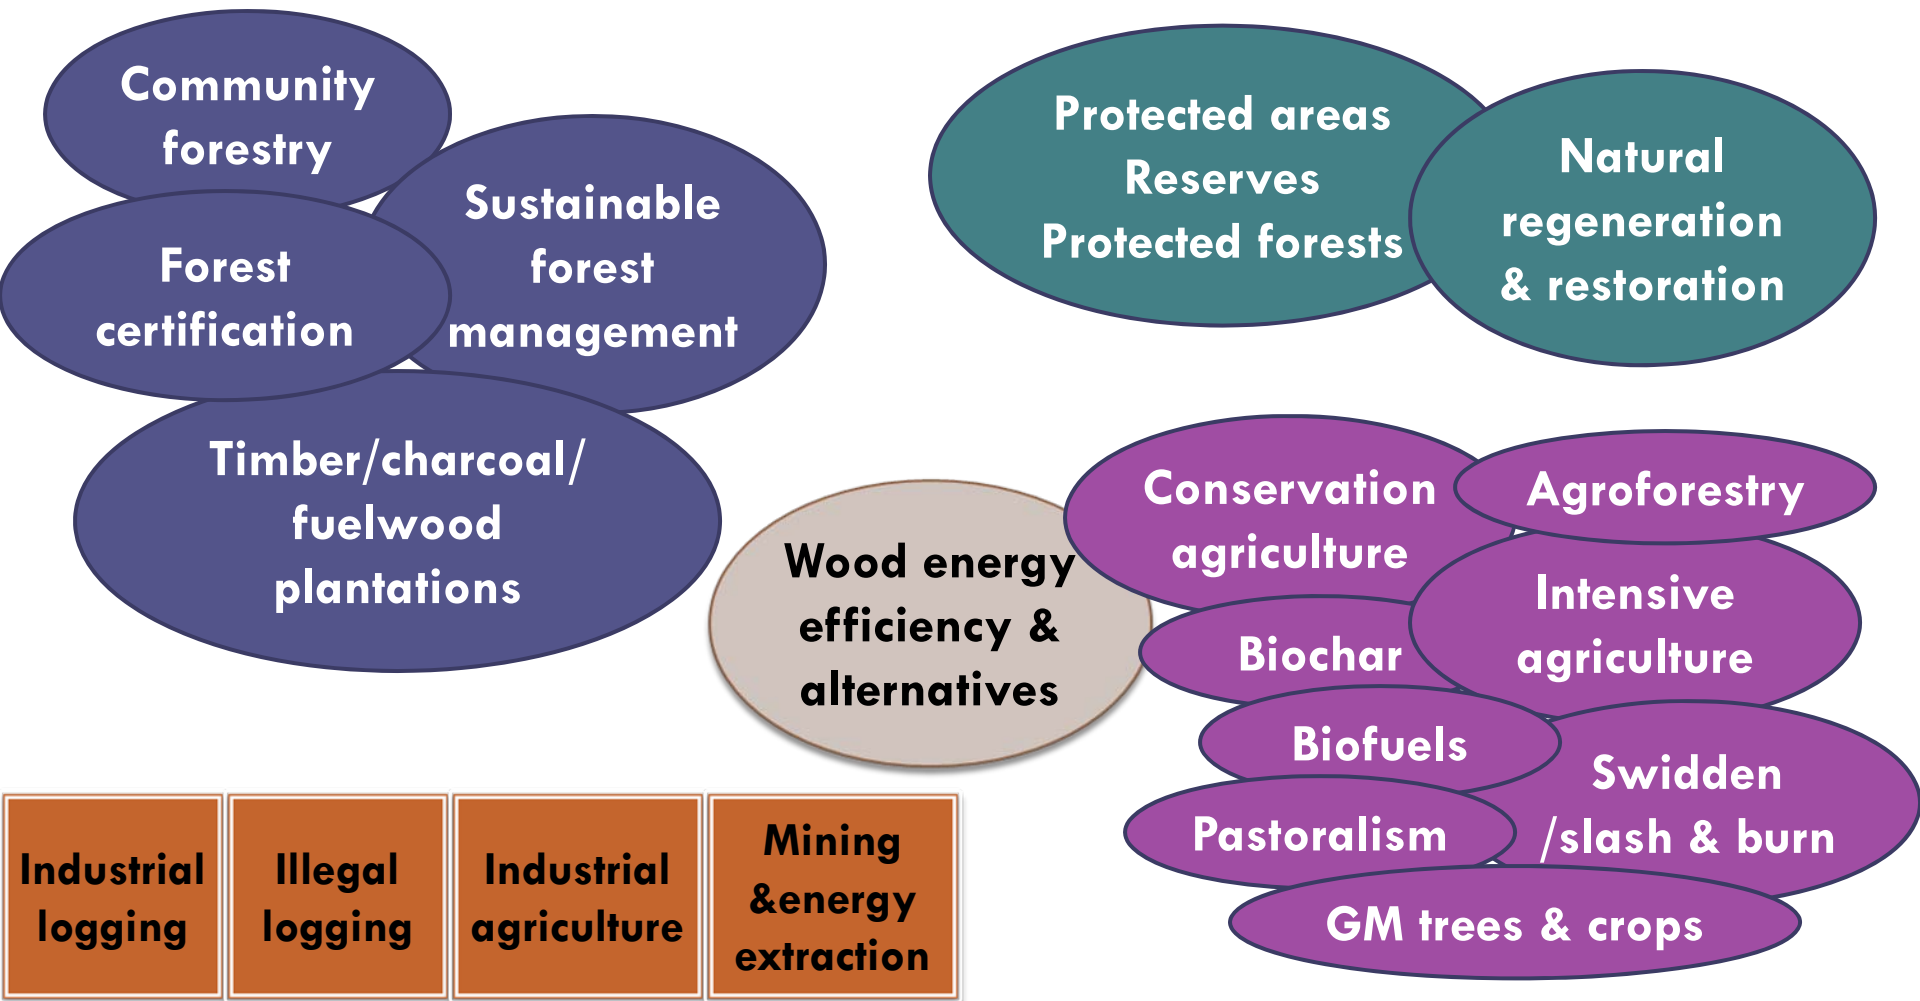 Community
forestry
Sustainable
forest
management
Forest
certification
Timber/charcoal/
fuelwood
plantations
Protected areas
Reserves
Protected forests
Natural
regeneration
& restoration
Wood energy
efficiency &
alternatives
Conservation
agriculture
Agroforestry
Intensive
agriculture
Biochar
Biofuels
Swidden
/slash & burn
Pastoralism
GM trees & crops
Industrial
logging
Illegal
logging
Industrial
agriculture
Mining
&energy
extraction